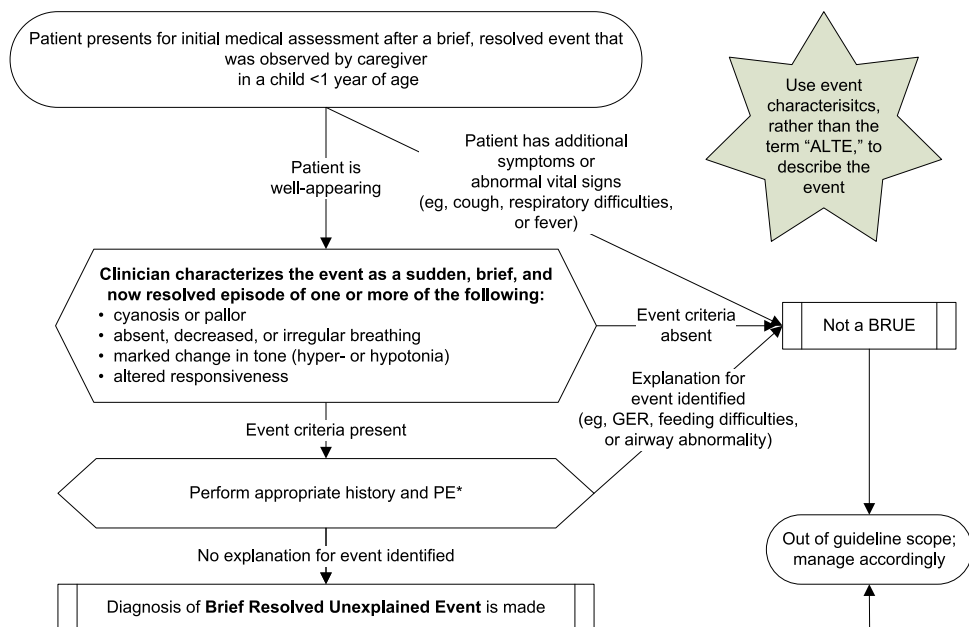 Patient presents for initial medical assessment after a brief, resolved event that
was observed by caregiver
in a child <1 year of age
Use event
characterisitcs,
rather than the
term “ALTE,” to
describe the
event
Patient is
well-appearing
Patient has additional
symptoms or
abnormal vital signs
(eg, cough, respiratory difficulties,
or fever)
Clinician characterizes the event as a sudden, brief, and
now resolved episode of one or more of the following:
• cyanosis or pallor
• absent, decreased, or irregular breathing
• marked change in tone (hyper- or hypotonia)
• altered responsiveness
Event criteria
absent
Not a BRUE
Explanation for
event identified
(eg, GER, feeding difficulties,
or airway abnormality)
Event criteria present
Perform appropriate history and PE*
No explanation for event identified
Out of guideline scope;
manage accordingly
Diagnosis of Brief Resolved Unexplained Event is made